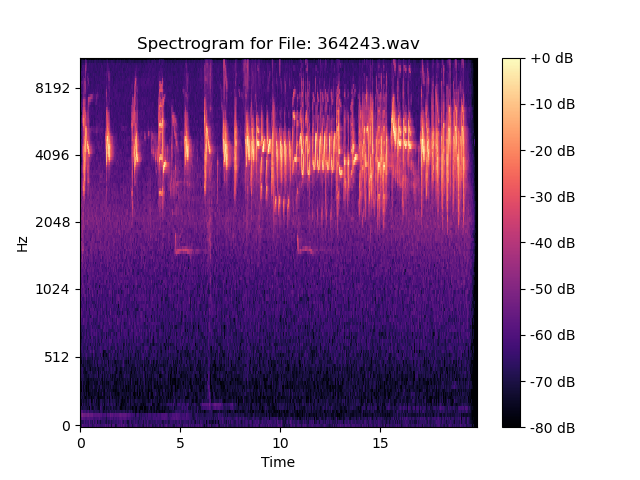 Spectrogram for File: 364243.wav
8192
4096
2048
1024
512
0
Hz
0
5
10
15
Time
+0 dB
-10 dB
-20 dB
-30 dB
-40 dB
-50 dB
-60 dB
-70 dB
-80 dB